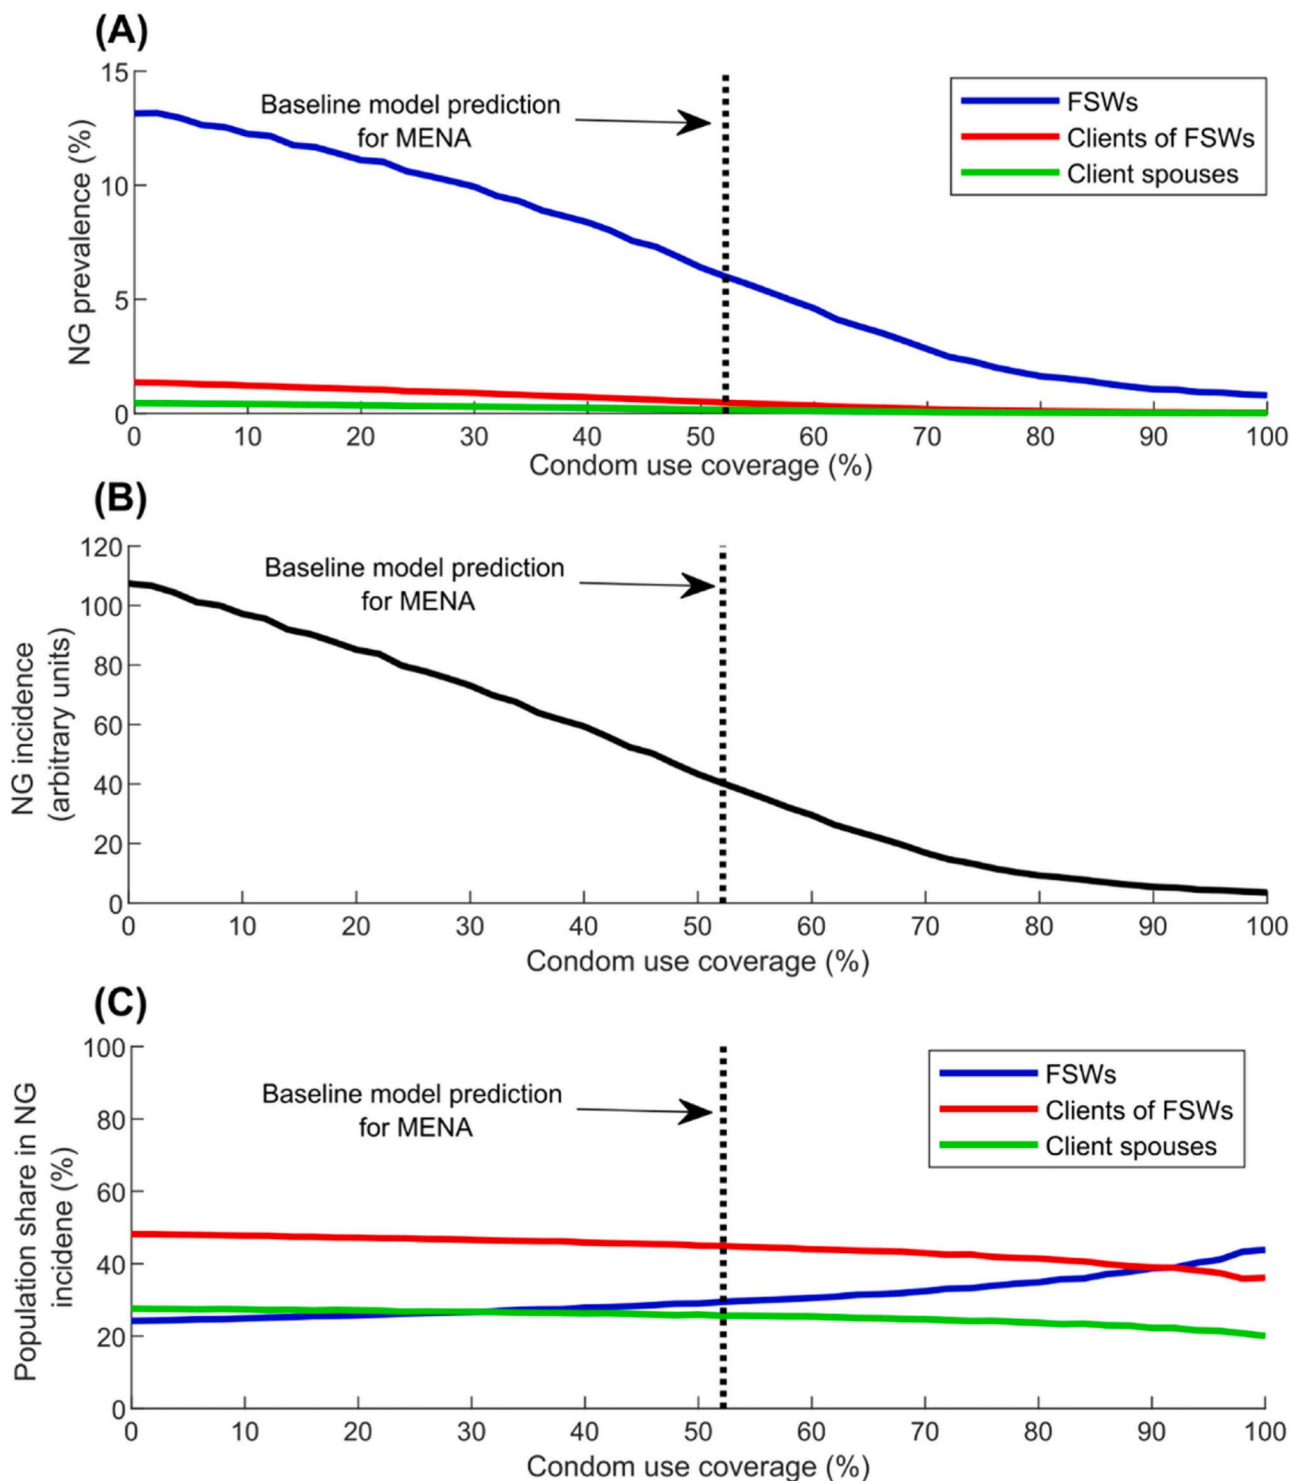 (A)
15
10
5
0
NG prevalence (%)
Baseline model prediction
for MENA
FSWs
Clients of FSWs
Client spouses
0 10 20 30 40 50 60 70 80 90 100
Condom use coverage (%)
(B)
120
100
80
60
40
20
0
NG incidence
(arbitrary units)
Baseline model prediction
for MENA
0 10 20 30 40 50 60 70 80 90 100
Condom use coverage (%)
(C)
100
80
60
40
20
0
Population share in NG
incidene (%)
Baseline model prediction
for MENA
FSWs
Clients of FSWs
Client spouses
0 10 20 30 40 50 60 70 80 90 100
Condom use coverage (%)